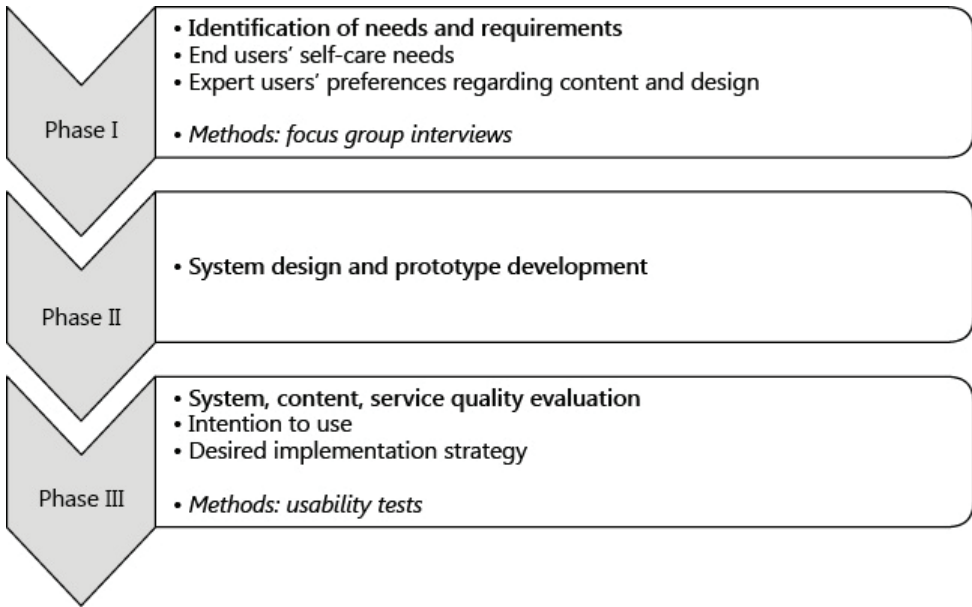 Phase I
• Identification of needs and requirements
• End users’ self-care needs
• Expert users’ preferences regarding content and design
• Methods: focus group interviews
Phase II
• System design and prototype development
Phase III
• System, content, service quality evaluation
• Intention to use
• Desired implementation strategy
• Methods: usability tests